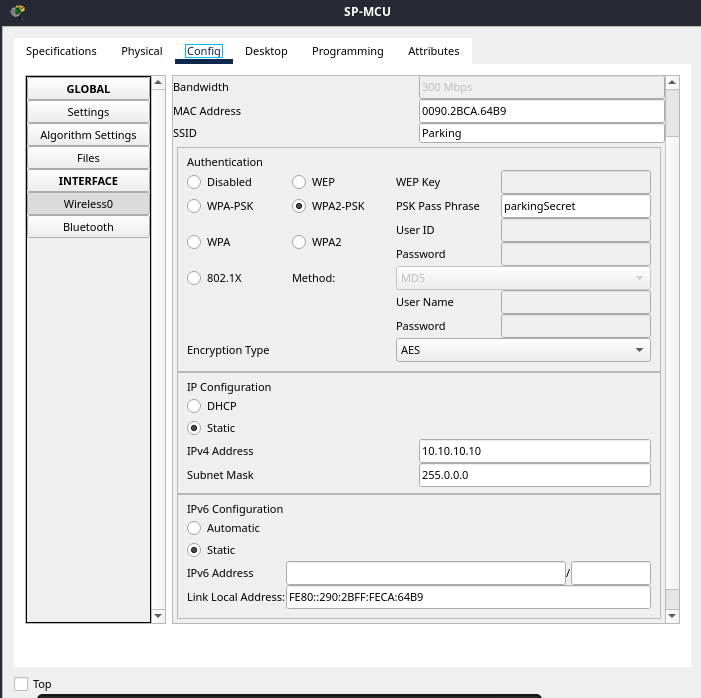 SP-MCU
Specifications Physical Config Desktop Programming Attributes
GLOBAL
Settings
Algorithm Settings
Files
INTERFACE
Wireless0
Bluetooth
Bandwidth 300 Mbps
MAC Address 0090.2BCA.64B9
SSID Parking
Authentication
Disabled WEP WEP Key
WPA-PSK WPA2-PSK PSK Pass Phrase parkingSecret
User ID
WPA WPA2
Password
802.1X Method: MD5
User Name
Password
Encryption Type AES
IP Configuration
DHCP
Static
IPv4 Address 10.10.10.10
Subnet Mask 255.0.0.0
IPv6 Configuration
Automatic
Static
IPv6 Address /
Link Local Address: FE80::290:2BFF:FECA:64B9
Top